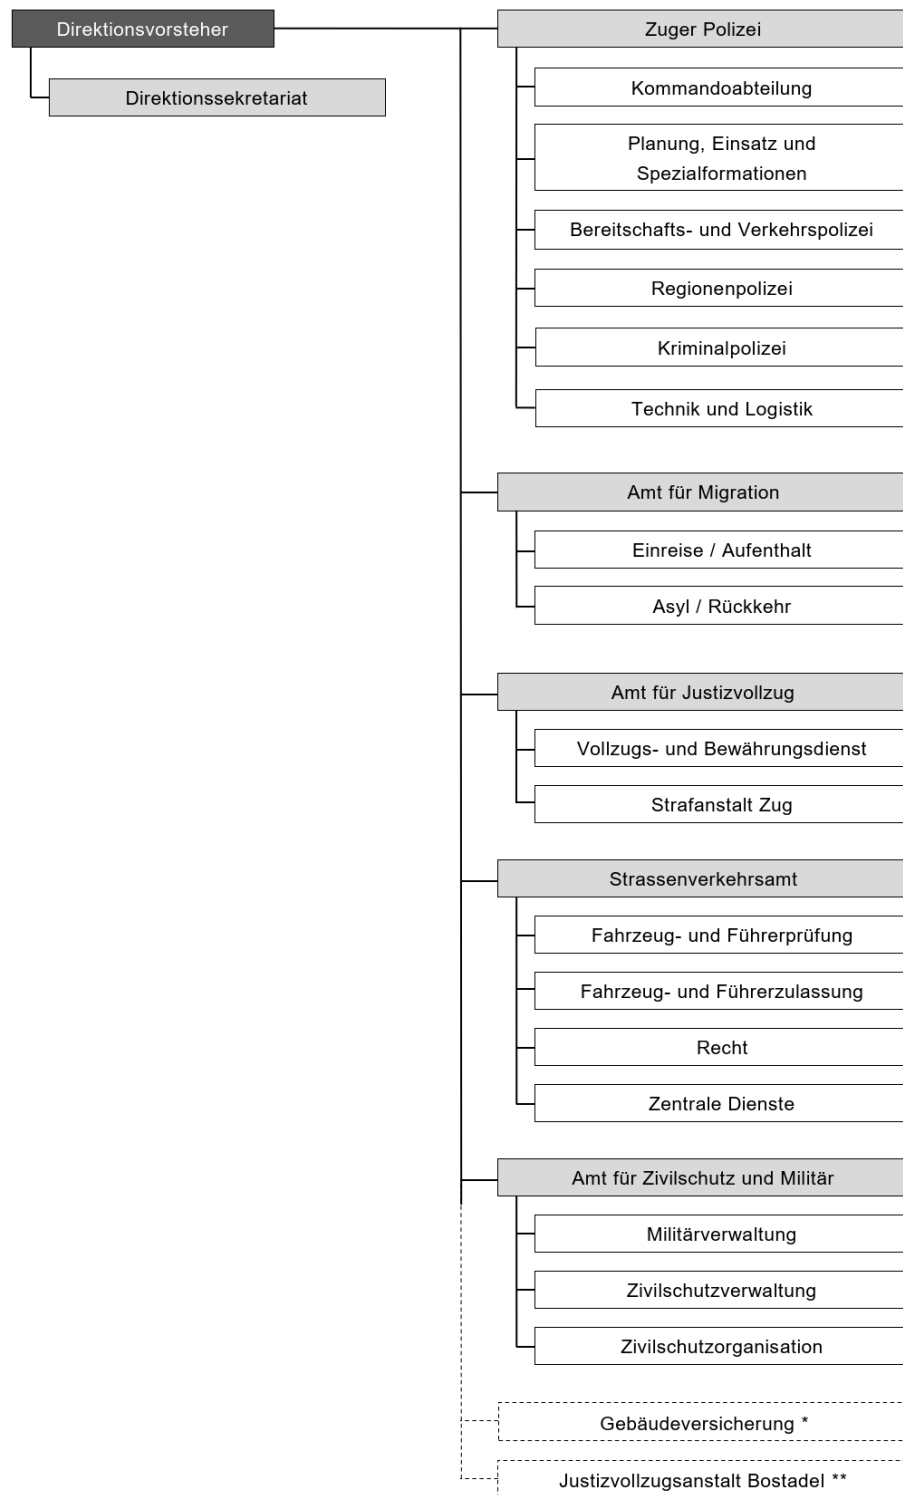 Direktionsvorsteher
Direktionssekretariat
Zuger Polizei
Kommandoabteilung
Planung, Einsatz und
Spezialformationen
Bereitschafts- und Verkehrspolizei
Regionenpolizei
Kriminalpolizei
Technik und Logistik
Amt für Migration
Einreise / Aufenthalt
Asyl / Rückkehr
Amt für Justizvollzug
Vollzugs- und Bewährungsdienst
Strafanstalt Zug
Strassenverkehrsamt
Fahrzeug- und Führerprüfung
Fahrzeug- und Führerzulassung
Recht
Zentrale Dienste
Amt für Zivilschutz und Militär
Militärverwaltung
Zivilschutzverwaltung
Zivilschutzorganisation
Gebäudeversicherung *
Justizvollzugsanstalt Bostadel **